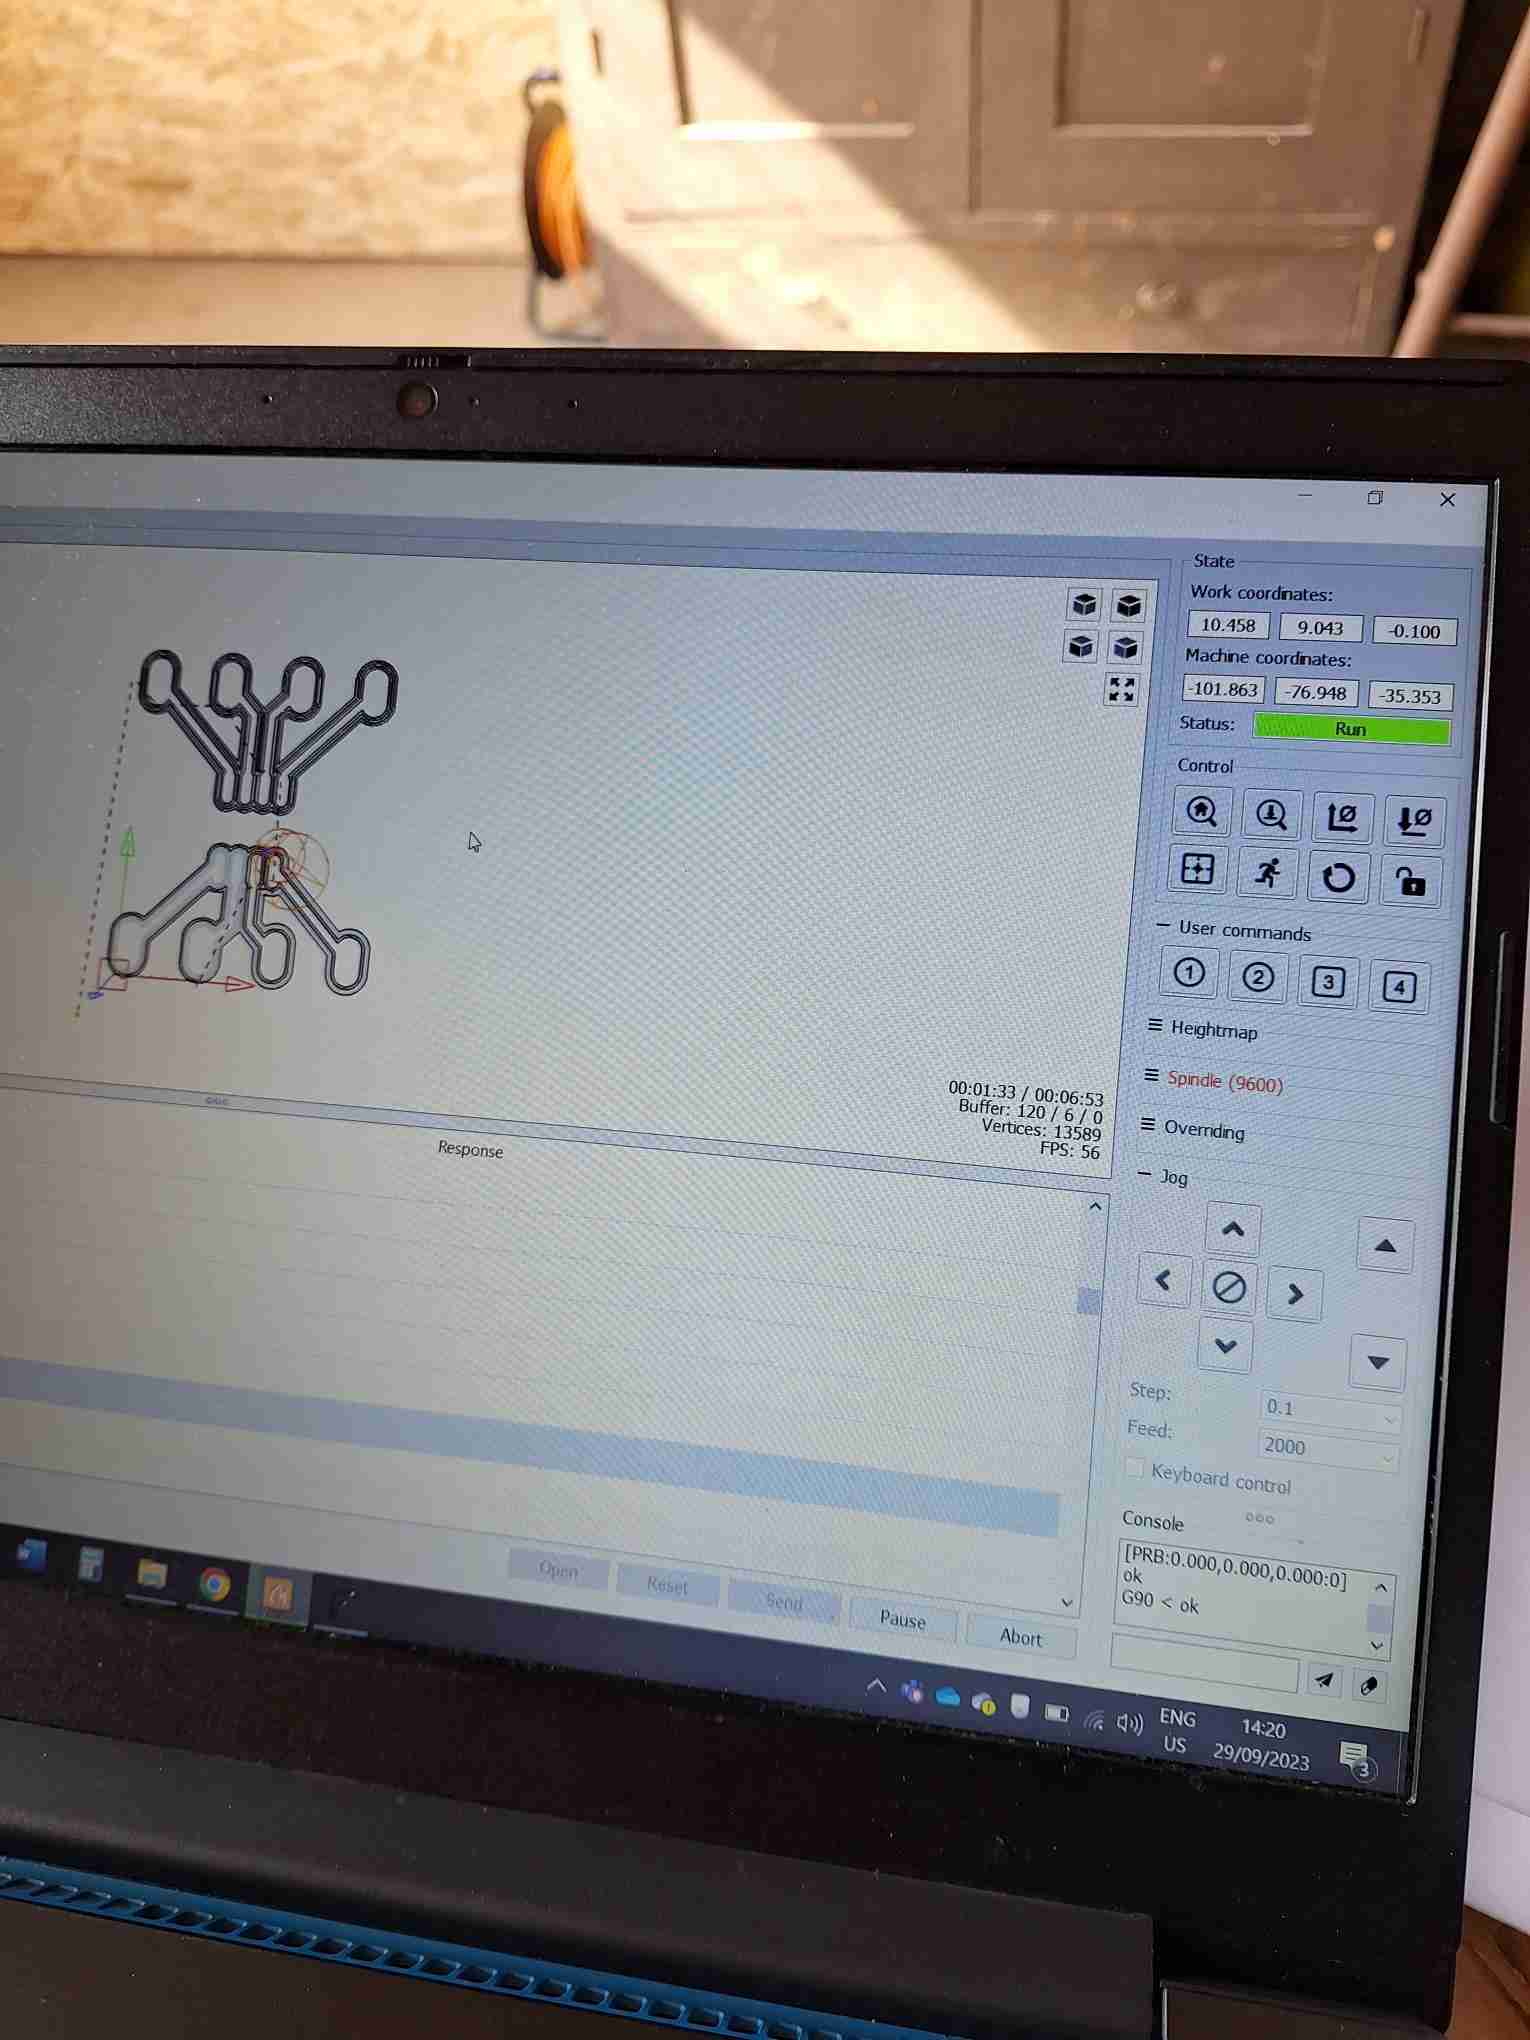 State
Work coordinates:
10.458 9.043 -0.100
Machine coordinates:
-101.863 -76.948 -35.353
Status: Run
Control
User commands
1 2 3 4
Heightmap
Spindle (9600)
Overriding
Jog
00:01:33 / 00:06:53
Buffer: 120 / 6 / 0
Vertices: 13589
FPS: 56
Response
Step: 0.1
Feed: 2000
Keyboard control
Console
[PRB:0.000,0.000,0.000:0]
ok
G90 < ok
Open Reset Send Pause Abort
ENG
US
14:20
29/09/2023
3